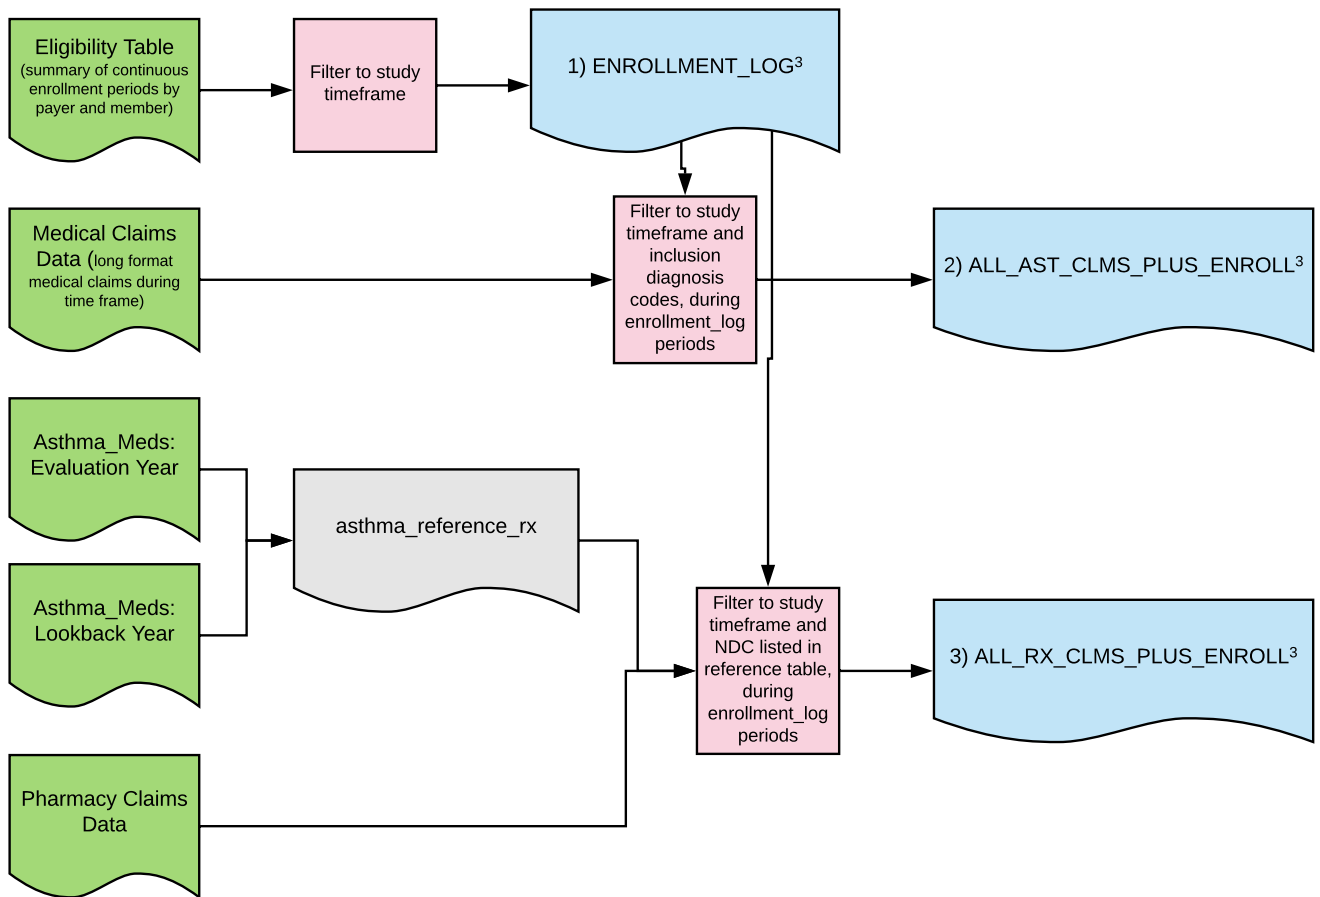 Eligibility Table
(summary of continuous
enrollment periods by
payer and member)
Filter to study
timeframe
1) ENROLLMENT_LOG³
Medical Claims
Data (long format
medical claims during
time frame)
Filter to study
timeframe and
inclusion
diagnosis
codes, during
enrollment_log
periods
2) ALL_AST_CLMS_PLUS_ENROLL³
Asthma_Meds:
Evaluation Year
asthma_reference_rx
Asthma_Meds:
Lookback Year
Filter to study
timeframe and
NDC listed in
reference table,
during
enrollment_log
periods
3) ALL_RX_CLMS_PLUS_ENROLL³
Pharmacy Claims
Data